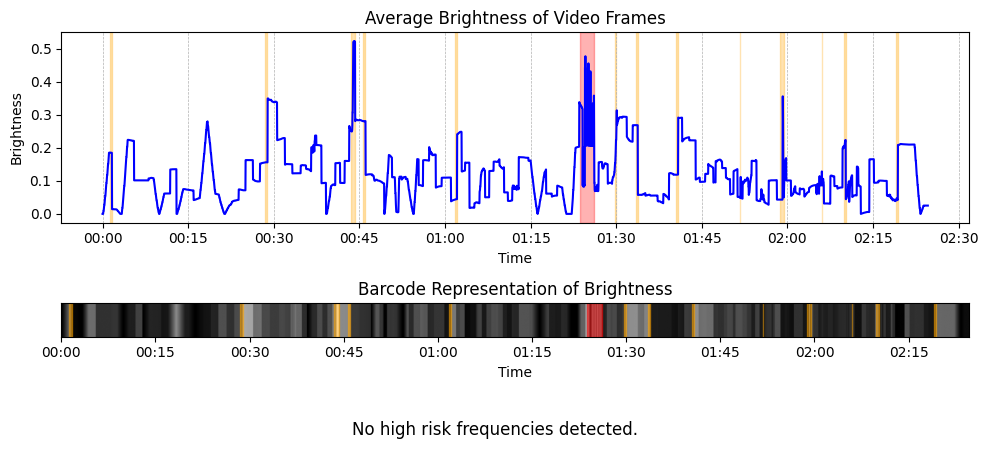 Average Brightness of Video Frames
0.5
0.4
0.3
0.2
0.1
0.0
Brightness
00:00 00:15 00:30 00:45 01:00 01:15 01:30 01:45 02:00 02:15 02:30
Time
Barcode Representation of Brightness
00:00 00:15 00:30 00:45 01:00 01:15 01:30 01:45 02:00 02:15
Time
No high risk frequencies detected.